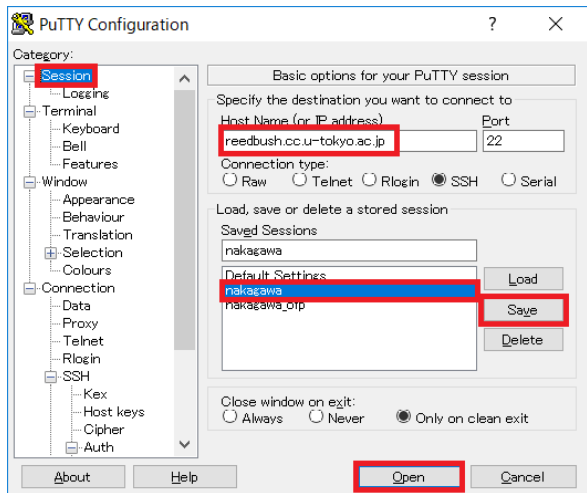 PuTTY Configuration ? ×
Category:
Session
Logging
Terminal
Keyboard
Bell
Features
Window
Appearance
Behaviour
Translation
Selection
Colours
Connection
Data
Proxy
Telnet
Rlogin
SSH
Kex
Host keys
Cipher
Auth
Basic options for your PuTTY session
Specify the destination you want to connect to
Host Name (or IP address) Port
reedbush.cc.u-tokyo.ac.jp 22
Connection type:
Raw Telnet Rlogin SSH Serial
Load, save or delete a stored session
Saved Sessions
nakagawa
Default Settings
nakagawa
nakagawa_ofp
Load
Save
Delete
Close window on exit:
Always Never Only on clean exit
About Help Open Cancel